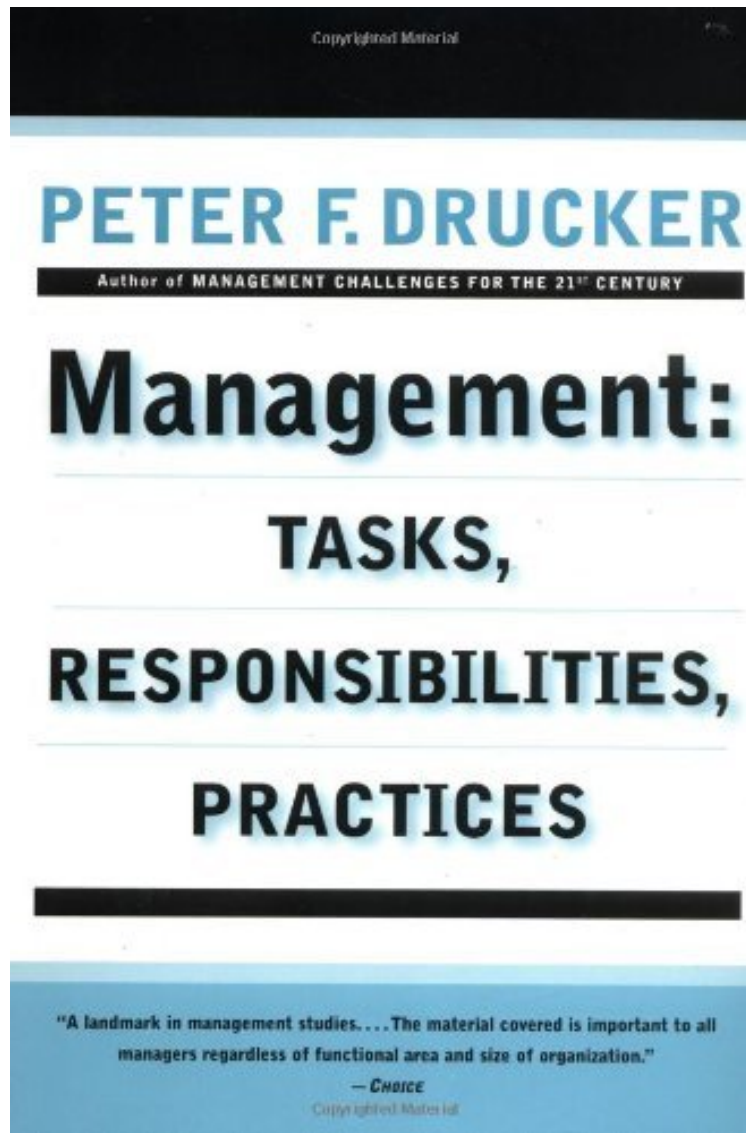 Copyrighted Material
PETER F. DRUCKER
Author of MANAGEMENT CHALLENGES FOR THE 21ST CENTURY
Management:
TASKS,
RESPONSIBILITIES,
PRACTICES
“A landmark in management studies....The material covered is important to all
managers regardless of functional area and size of organization.”
— CHOICE
Copyrighted Material